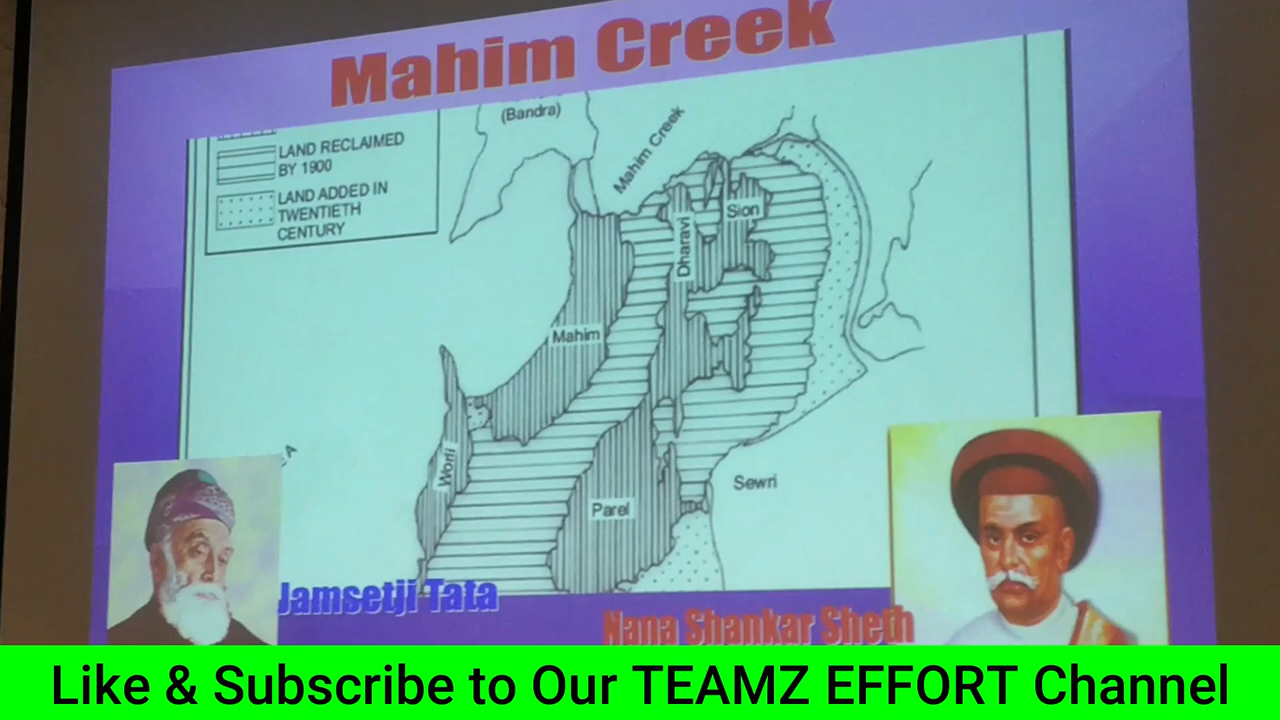 Mahim Creek
(Bandra)
LAND RECLAIMED
BY 1900
LAND ADDED IN
TWENTIETH
CENTURY
Mahim Creek
Sion
Dharavi
Mahim
Worli
Parel
Sewri
Jamsetji Tata
Nana Shankar Sheth
Like & Subscribe to Our TEAMZ EFFORT Channel